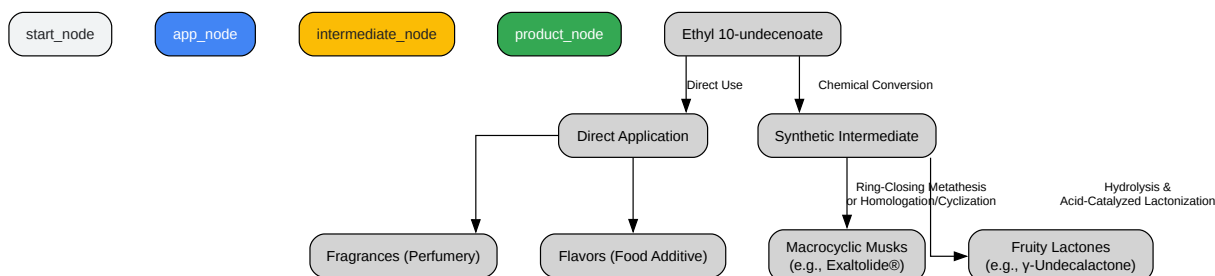 start_node
app_node
intermediate_node
product_node
Ethyl 10-undecenoate
Direct Use
Chemical Conversion
Direct Application
Synthetic Intermediate
Ring-Closing Metathesis
or Homologation/Cyclization
Hydrolysis &
Acid-Catalyzed Lactonization
Fragrances (Perfumery)
Flavors (Food Additive)
Macrocyclic Musks
(e.g., Exaltolide®)
Fruity Lactones
(e.g., γ-Undecalactone)